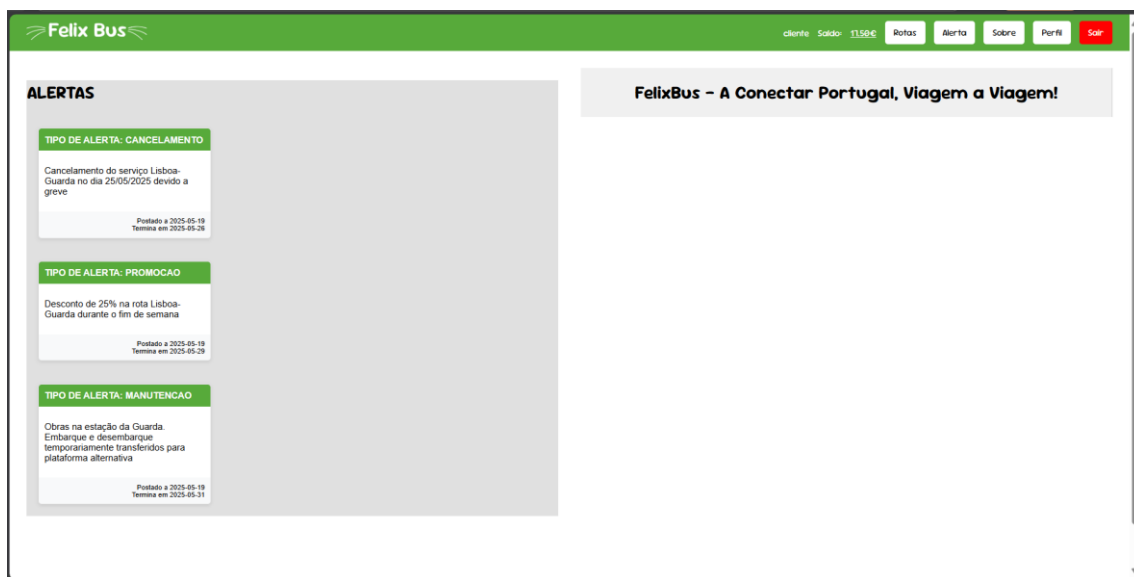 Felix Bus
cliente Saldo: 11.50€ Rotas Alerta Sobre Perfil Sair
ALERTAS
TIPO DE ALERTA: CANCELAMENTO
Cancelamento do serviço Lisboa-
Guarda no dia 25/05/2025 devido a
greve
Postado a 2025-05-19
Termina em 2025-05-26
TIPO DE ALERTA: PROMOCAO
Desconto de 25% na rota Lisboa-
Guarda durante o fim de semana
Postado a 2025-05-19
Termina em 2025-05-29
TIPO DE ALERTA: MANUTENCAO
Obras na estação da Guarda.
Embarque e desembarque
temporariamente transferidos para
plataforma alternativa
Postado a 2025-05-19
Termina em 2025-05-31
FelixBus - A Conectar Portugal, Viagem a Viagem!